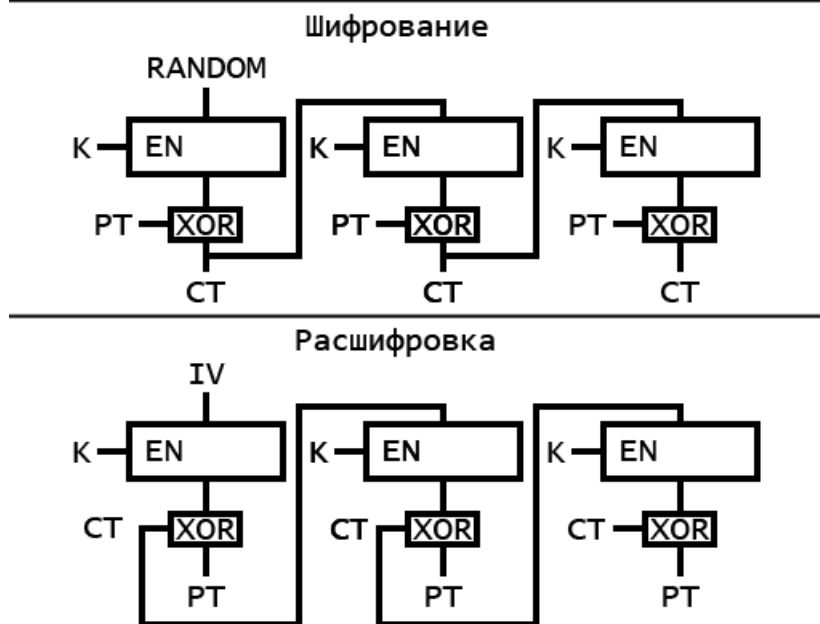 Шифрование
RANDOM
K EN K EN K EN
PT XOR PT XOR PT XOR
CT CT CT
Расшифровка
IV
K EN K EN K EN
CT XOR CT XOR CT XOR
PT PT PT